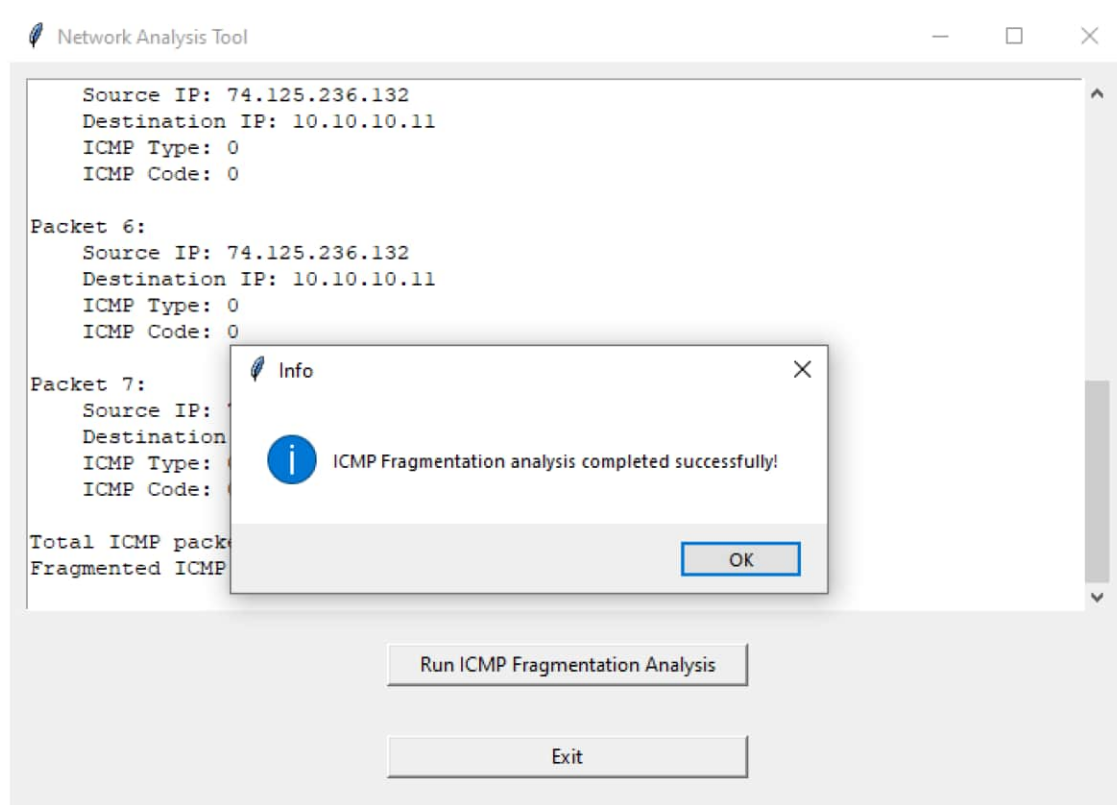 Network Analysis Tool
Source IP: 74.125.236.132
Destination IP: 10.10.10.11
ICMP Type: 0
ICMP Code: 0
Packet 6:
Source IP: 74.125.236.132
Destination IP: 10.10.10.11
ICMP Type: 0
ICMP Code: 0
Packet 7:
Source IP:
Destination
ICMP Type:
ICMP Code:
Total ICMP
Fragmented ICMP
Info
ICMP Fragmentation analysis completed successfully!
OK
Run ICMP Fragmentation Analysis
Exit